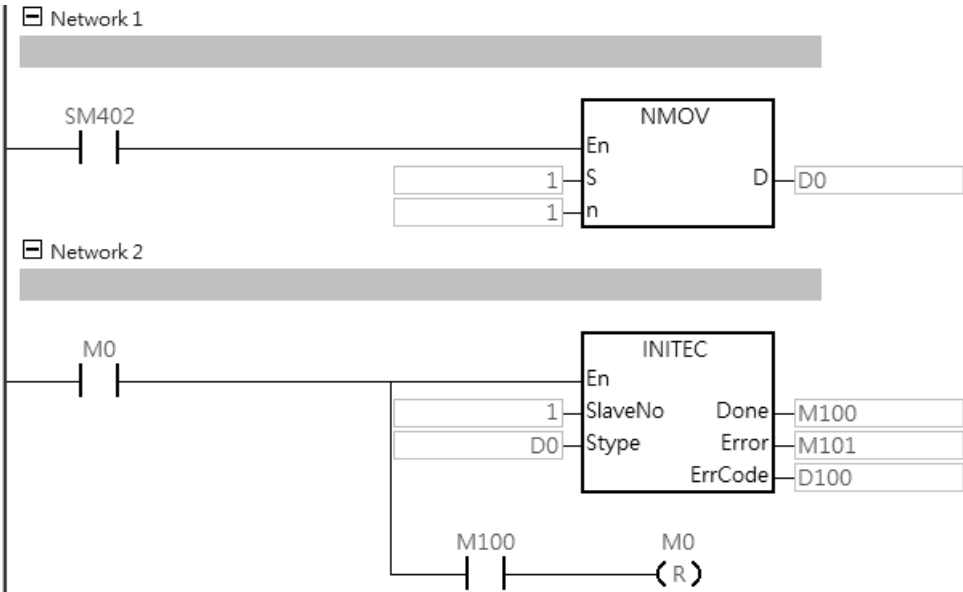 Network 1
SM402
NMOV
En
1 S D D0
1 n
Network 2
M0
INITEC
En
1 SlaveNo Done M100
D0 Stype Error M101
ErrCode D100
M100 M0
R